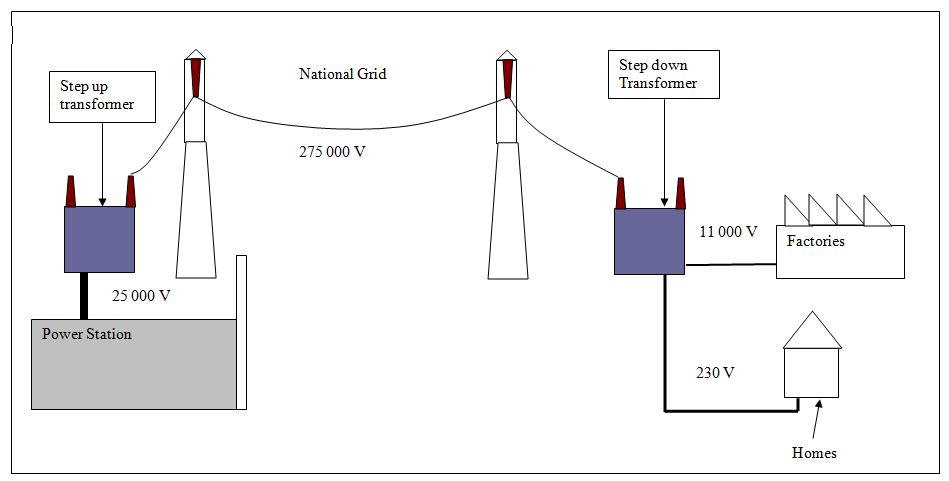 National Grid
Step up
transformer
Step down
Transformer
275 000 V
11 000 V
Factories
25 000 V
Power Station
230 V
Homes